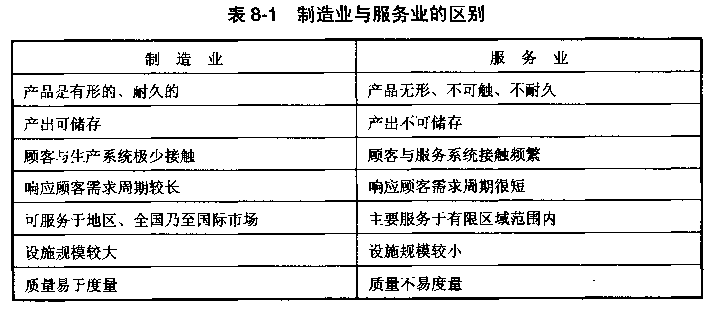 表 8-1 制造业与服务业的区别
制 造 业 服 务 业
产品是有形的、耐久的 产品无形、不可触、不耐久
产出可储存 产出不可储存
顾客与生产系统极少接触 顾客与服务系统接触频繁
响应顾客需求周期较长 响应顾客需求周期很短
可服务于地区、全国乃至国际市场 主要服务于有限区域范围内
设施规模较大 设施规模较小
质量易于度量 质量不易度量